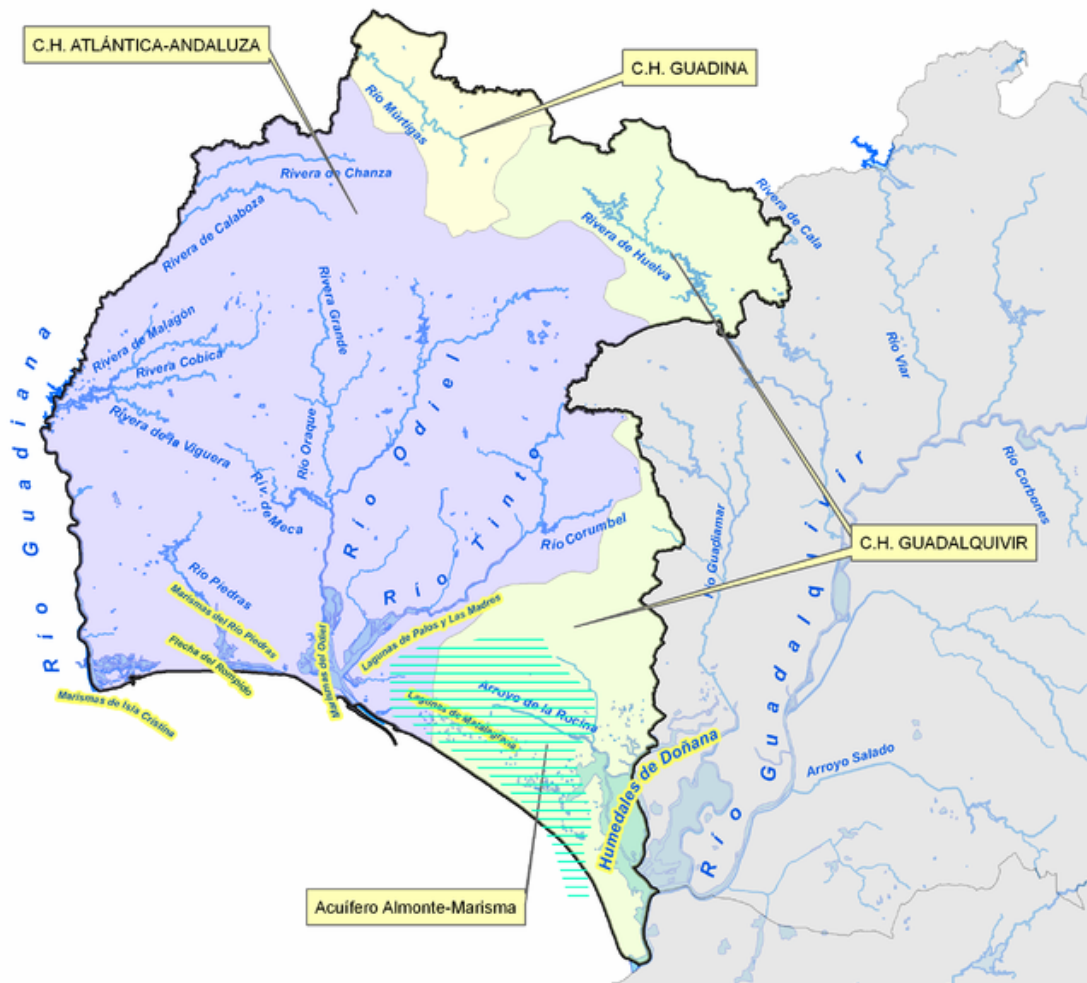 C.H. ATLÁNTICA-ANDALUZA
C.H. GUADINA
Río Múrtigas
Rivera de Chanza
Rivera de Calaboza
Rivera de Huelva
Rivera de Cala
Río Viar
Rivera Grande
Rivera de Malagón
Rivera Cobica
Rivera de la Viguera
Río Oraque
Riv. de Meca
Río Odiel
Río Tinto
Río Corumbel
Río Guadiana
Río Guadiamar
Río Corbones
C.H. GUADALQUIVIR
Río Guadalquivir
Río Piedras
Marismas del Río Piedras
Flecha del Rompido
Marismas de Isla Cristina
Marismas del Odiel
Lagunas de Palos y Las Madres
Lagunas de Matalagrana
Arroyo de la Rocina
Humedales de Doñana
Arroyo Salado
Acuífero Almonte-Marisma